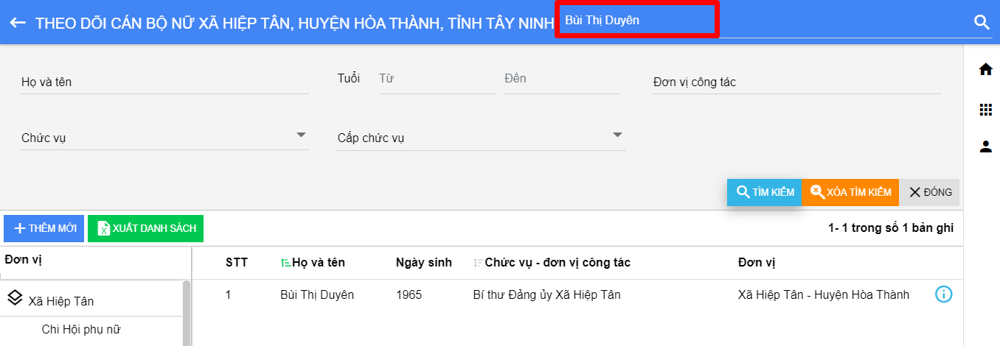 THEO DÕI CÁN BỘ NỮ XÃ HIỆP TÂN, HUYỆN HÒA THÀNH, TỈNH TÂY NINH Bùi Thị Duyên
Họ và tên Tuổi Từ Đến Đơn vị công tác
Chức vụ Cấp chức vụ
TÌM KIẾM XÓA TÌM KIẾM ĐÓNG
THÊM MỚI XUẤT DANH SÁCH 1- 1 trong số 1 bản ghi
Đơn vị STT Họ và tên Ngày sinh Chức vụ - đơn vị công tác Đơn vị
Xã Hiệp Tân 1 Bùi Thị Duyên 1965 Bí thư Đảng ủy Xã Hiệp Tân Xã Hiệp Tân - Huyện Hòa Thành
Chi Hội phụ nữ